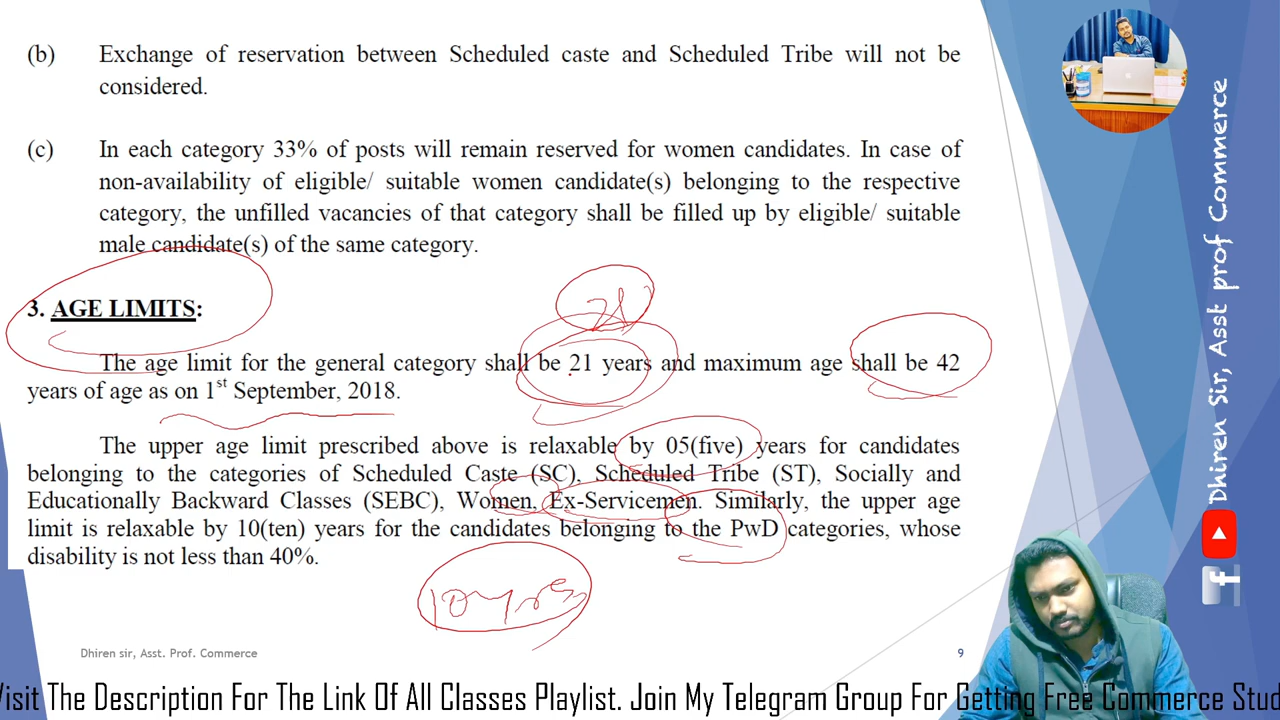 (b) Exchange of reservation between Scheduled caste and Scheduled Tribe will not be
considered.
(c) In each category 33% of posts will remain reserved for women candidates. In case of
non-availability of eligible/ suitable women candidate(s) belonging to the respective
category, the unfilled vacancies of that category shall be filled up by eligible/ suitable
male candidate(s) of the same category.
3. AGE LIMITS:
21
The age limit for the general category shall be 21 years and maximum age shall be 42
years of age as on 1st September, 2018.
The upper age limit prescribed above is relaxable by 05(five) years for candidates
belonging to the categories of Scheduled Caste (SC), Scheduled Tribe (ST), Socially and
Educationally Backward Classes (SEBC), Women, Ex-Servicemen. Similarly, the upper age
limit is relaxable by 10(ten) years for the candidates belonging to the PwD categories, whose
disability is not less than 40%.
10 yrs
Dhiren sir, Asst. Prof. Commerce
9
Dhiren Sir, Asst prof Commerce
f
Visit The Description For The Link Of All Classes Playlist. Join My Telegram Group For Getting Free Commerce Stud